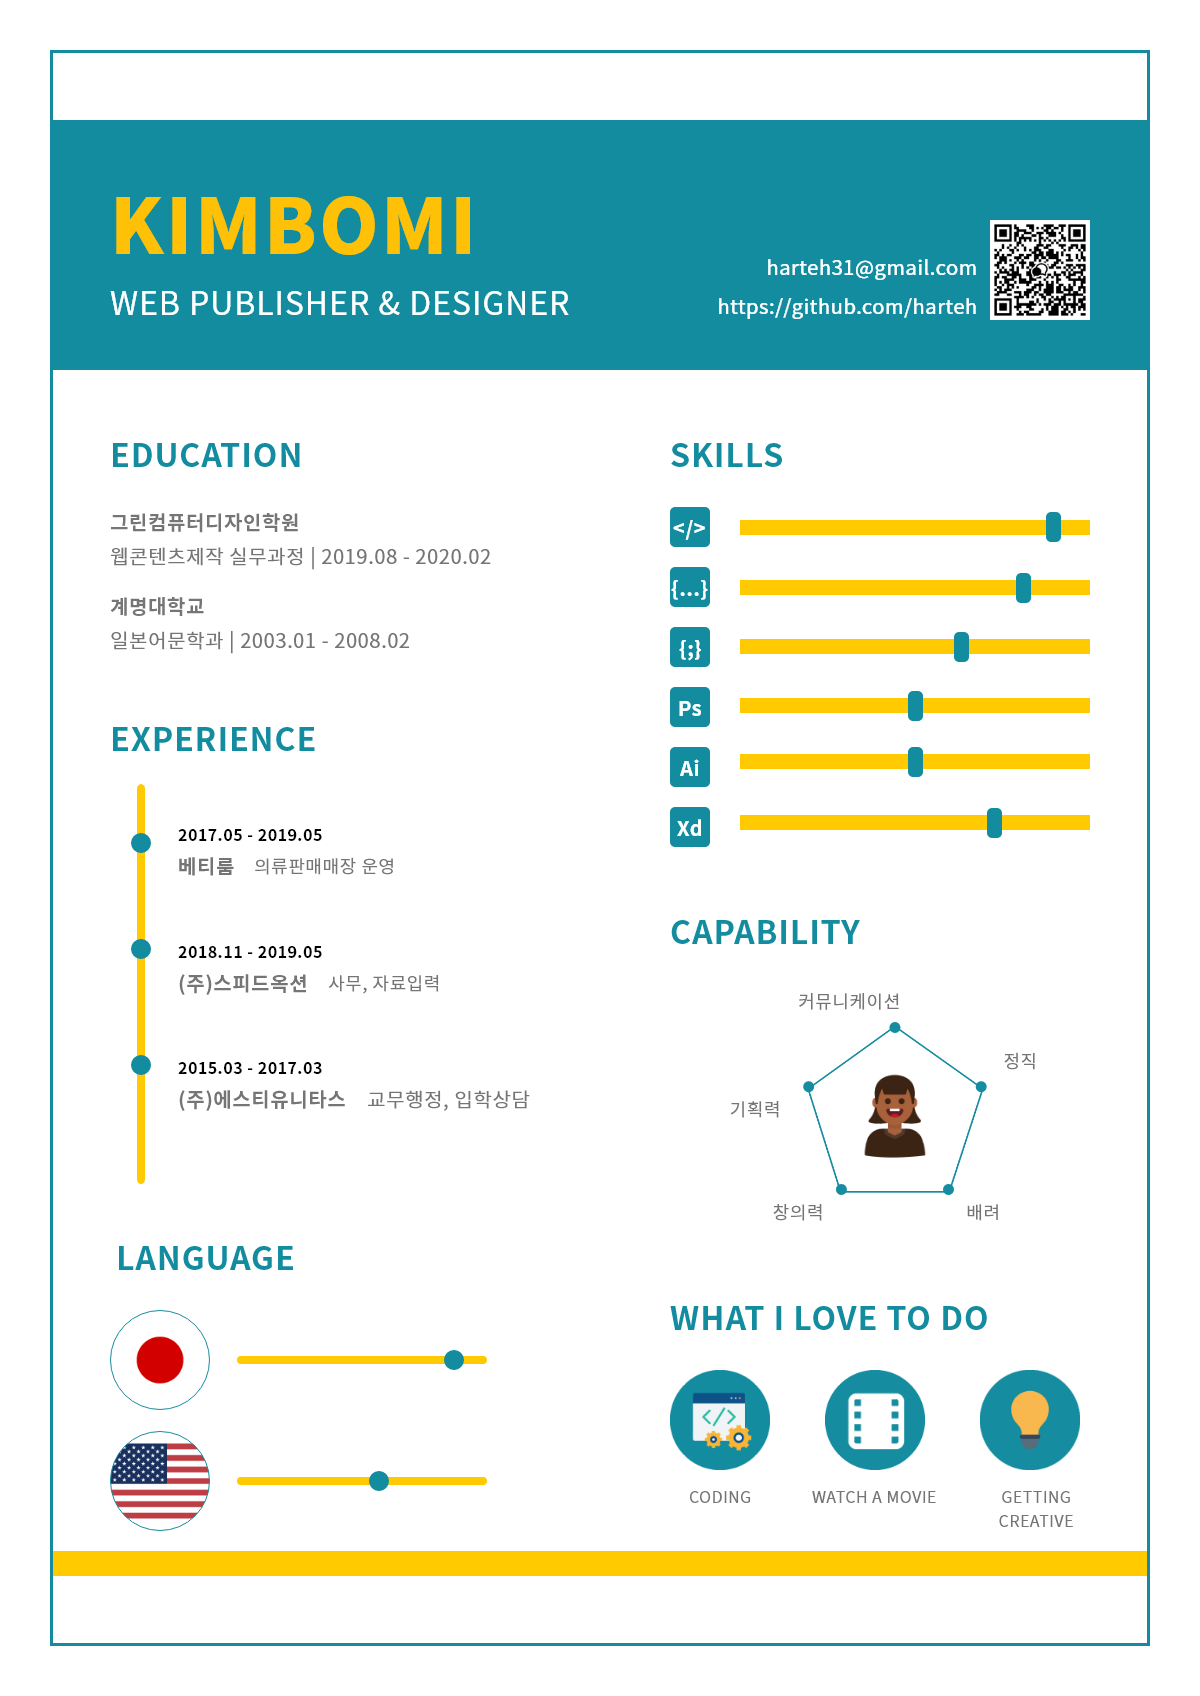 KIMBOMI
WEB PUBLISHER & DESIGNER
harteh31@gmail.com
https://github.com/harteh
EDUCATION
그린컴퓨터디자인학원
웹콘텐츠제작 실무과정 | 2019.08 - 2020.02
계명대학교
일본어문학과 | 2003.01 - 2008.02
EXPERIENCE
2017.05 - 2019.05
베티룸 의류판매매장 운영
2018.11 - 2019.05
(주)스피드옥션 사무, 자료입력
2015.03 - 2017.03
(주)에스티유니타스 교무행정, 입학상담
LANGUAGE
SKILLS
</>
{...}
{;}
Ps
Ai
Xd
CAPABILITY
커뮤니케이션
정직
기획력
창의력
배려
WHAT I LOVE TO DO
</>
CODING
WATCH A MOVIE
GETTING
CREATIVE